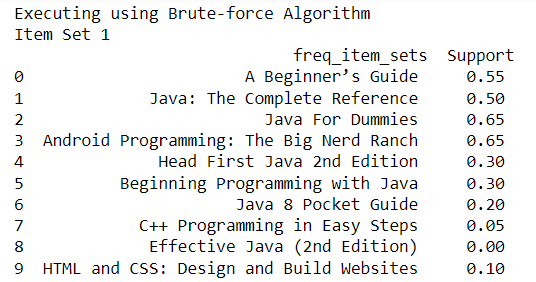 Executing using Brute-force Algorithm
Item Set 1
freq_item_sets Support
0 A Beginner’s Guide 0.55
1 Java: The Complete Reference 0.50
2 Java For Dummies 0.65
3 Android Programming: The Big Nerd Ranch 0.65
4 Head First Java 2nd Edition 0.30
5 Beginning Programming with Java 0.30
6 Java 8 Pocket Guide 0.20
7 C++ Programming in Easy Steps 0.05
8 Effective Java (2nd Edition) 0.00
9 HTML and CSS: Design and Build Websites 0.10